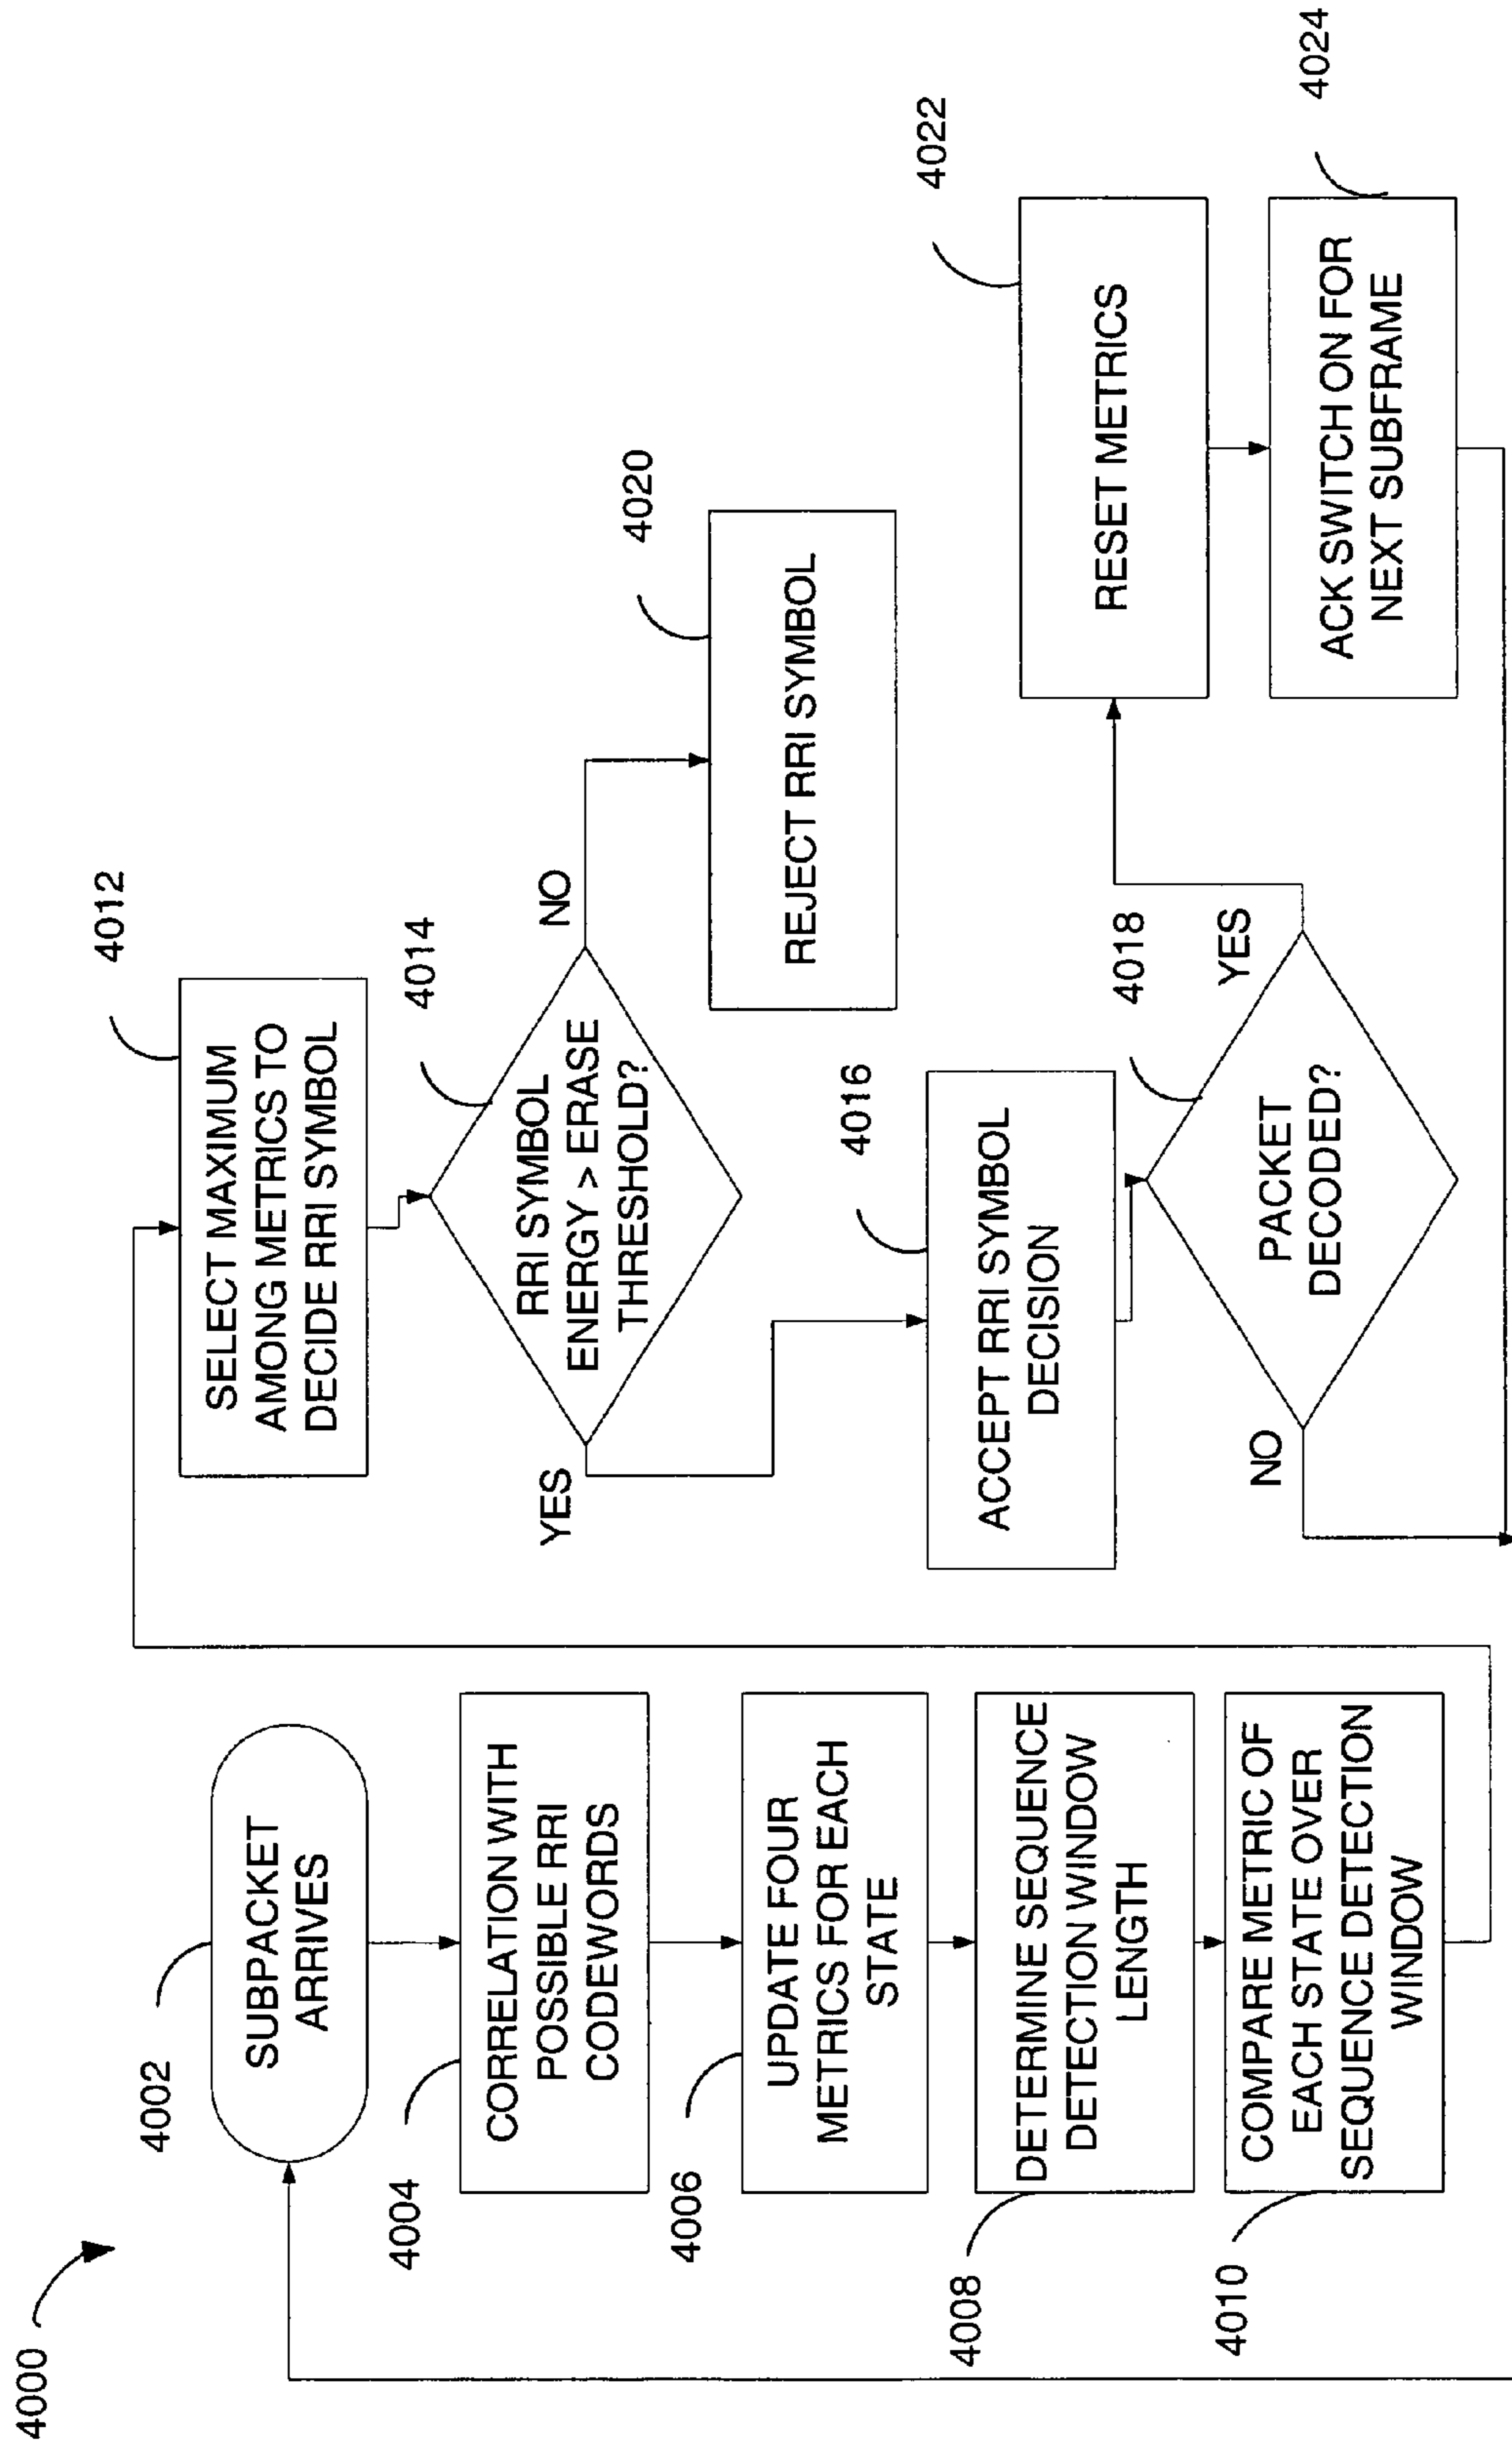 4000
4002
SUBPACKET
ARRIVES
4004
CORRELATION WITH
POSSIBLE RRI
CODEWORDS
4006
UPDATE FOUR
METRICS FOR EACH
STATE
4008
DETERMINE SEQUENCE
DETECTION WINDOW
LENGTH
4010
COMPARE METRIC OF
EACH STATE OVER
SEQUENCE DETECTION
WINDOW
4012
SELECT MAXIMUM
AMONG METRICS TO
DECIDE RRI SYMBOL
4014
RRI SYMBOL
ENERGY > ERASE
THRESHOLD?
YES
NO
4016
ACCEPT RRI SYMBOL
DECISION
4020
REJECT RRI SYMBOL
4018
PACKET
DECODED?
NO
YES
4022
RESET METRICS
4024
ACK SWITCH ON FOR
NEXT SUBFRAME